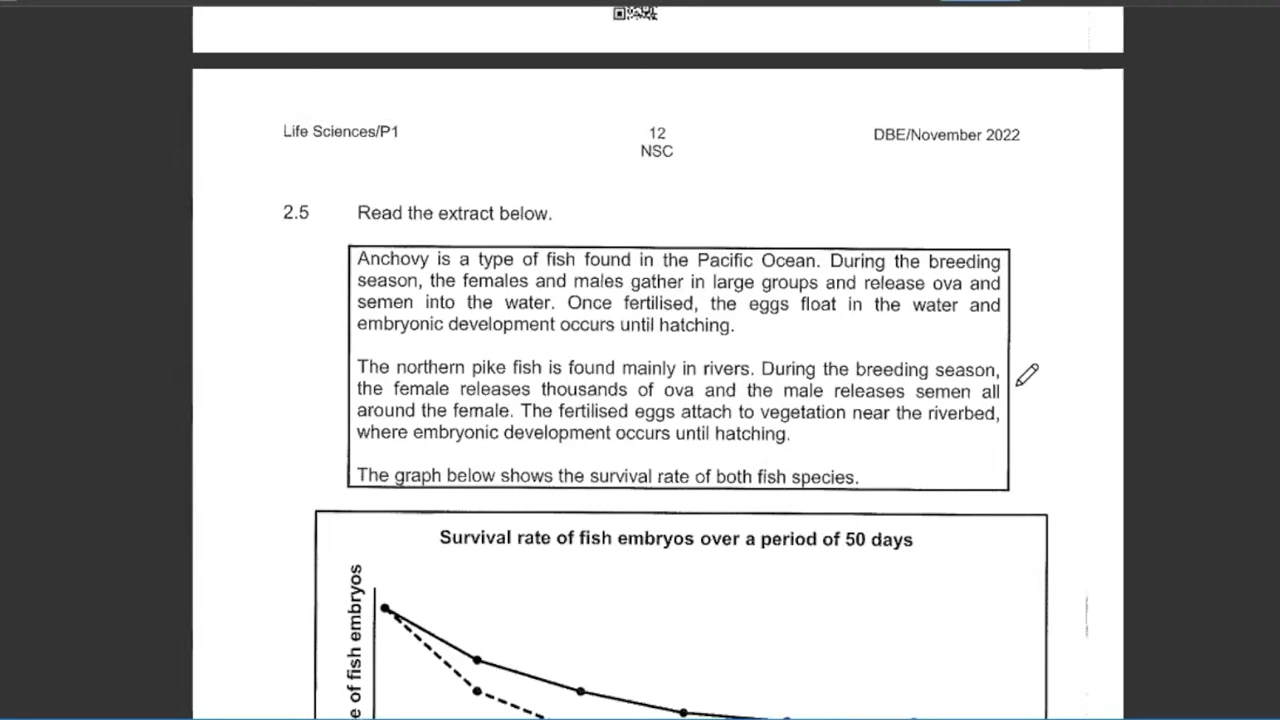 Life Sciences/P1
12
DBE/November 2022
NSC
2.5 Read the extract below.
Anchovy is a type of fish found in the Pacific Ocean. During the breeding
season, the females and males gather in large groups and release ova and
semen into the water. Once fertilised, the eggs float in the water and
embryonic development occurs until hatching.
The northern pike fish is found mainly in rivers. During the breeding season,
the female releases thousands of ova and the male releases semen all
around the female. The fertilised eggs attach to vegetation near the riverbed,
where embryonic development occurs until hatching.
The graph below shows the survival rate of both fish species.
Survival rate of fish embryos over a period of 50 days
e of fish embryos